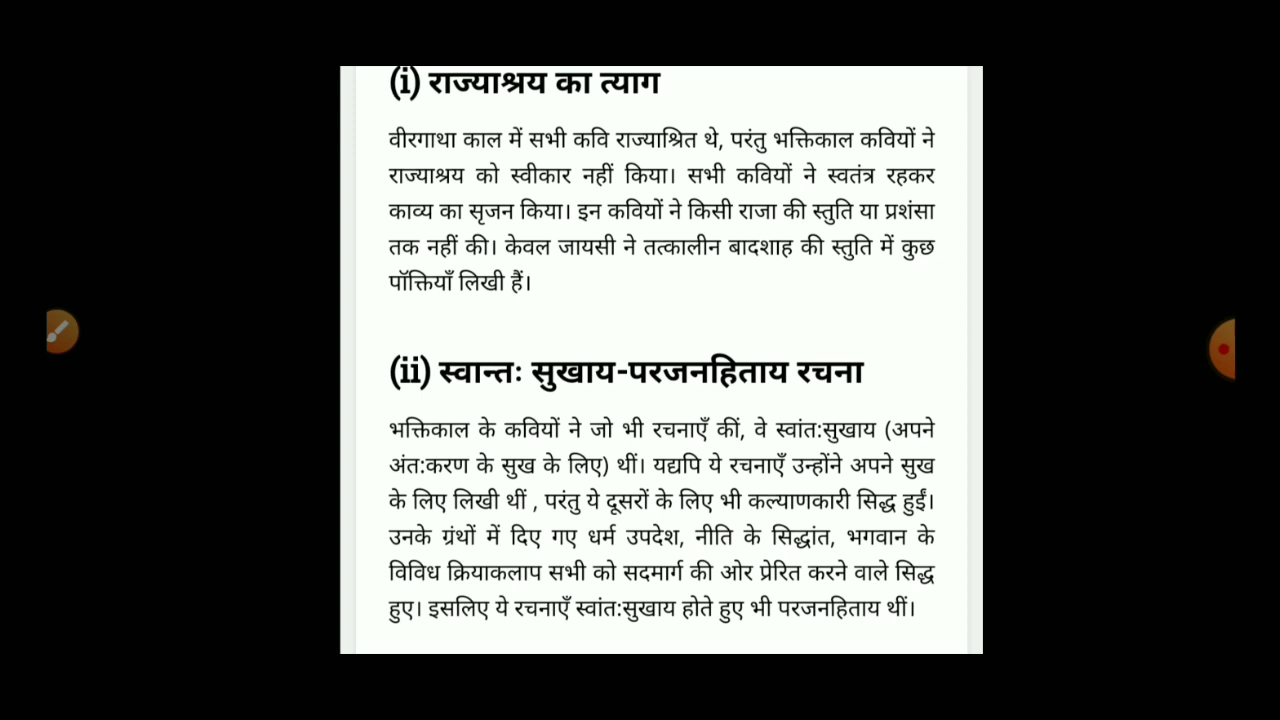 (i) राज्याश्रय का त्याग
वीरगाथा काल में सभी कवि राज्याश्रित थे, परंतु भक्तिकाल कवियों ने
राज्याश्रय को स्वीकार नहीं किया। सभी कवियों ने स्वतंत्र रहकर
काव्य का सृजन किया। इन कवियों ने किसी राजा की स्तुति या प्रशंसा
तक नहीं की। केवल जायसी ने तत्कालीन बादशाह की स्तुति में कुछ
पॉक्तियाँ लिखी हैं।
(ii) स्वान्तः सुखाय-परजनहिताय रचना
भक्तिकाल के कवियों ने जो भी रचनाएँ कीं, वे स्वांत:सुखाय (अपने
अंत:करण के सुख के लिए) थीं। यद्यपि ये रचनाएँ उन्होंने अपने सुख
के लिए लिखी थीं , परंतु ये दूसरों के लिए भी कल्याणकारी सिद्ध हुईं।
उनके ग्रंथों में दिए गए धर्म उपदेश, नीति के सिद्धांत, भगवान के
विविध क्रियाकलाप सभी को सदमार्ग की ओर प्रेरित करने वाले सिद्ध
हुए। इसलिए ये रचनाएँ स्वांत:सुखाय होते हुए भी परजनहिताय थीं।